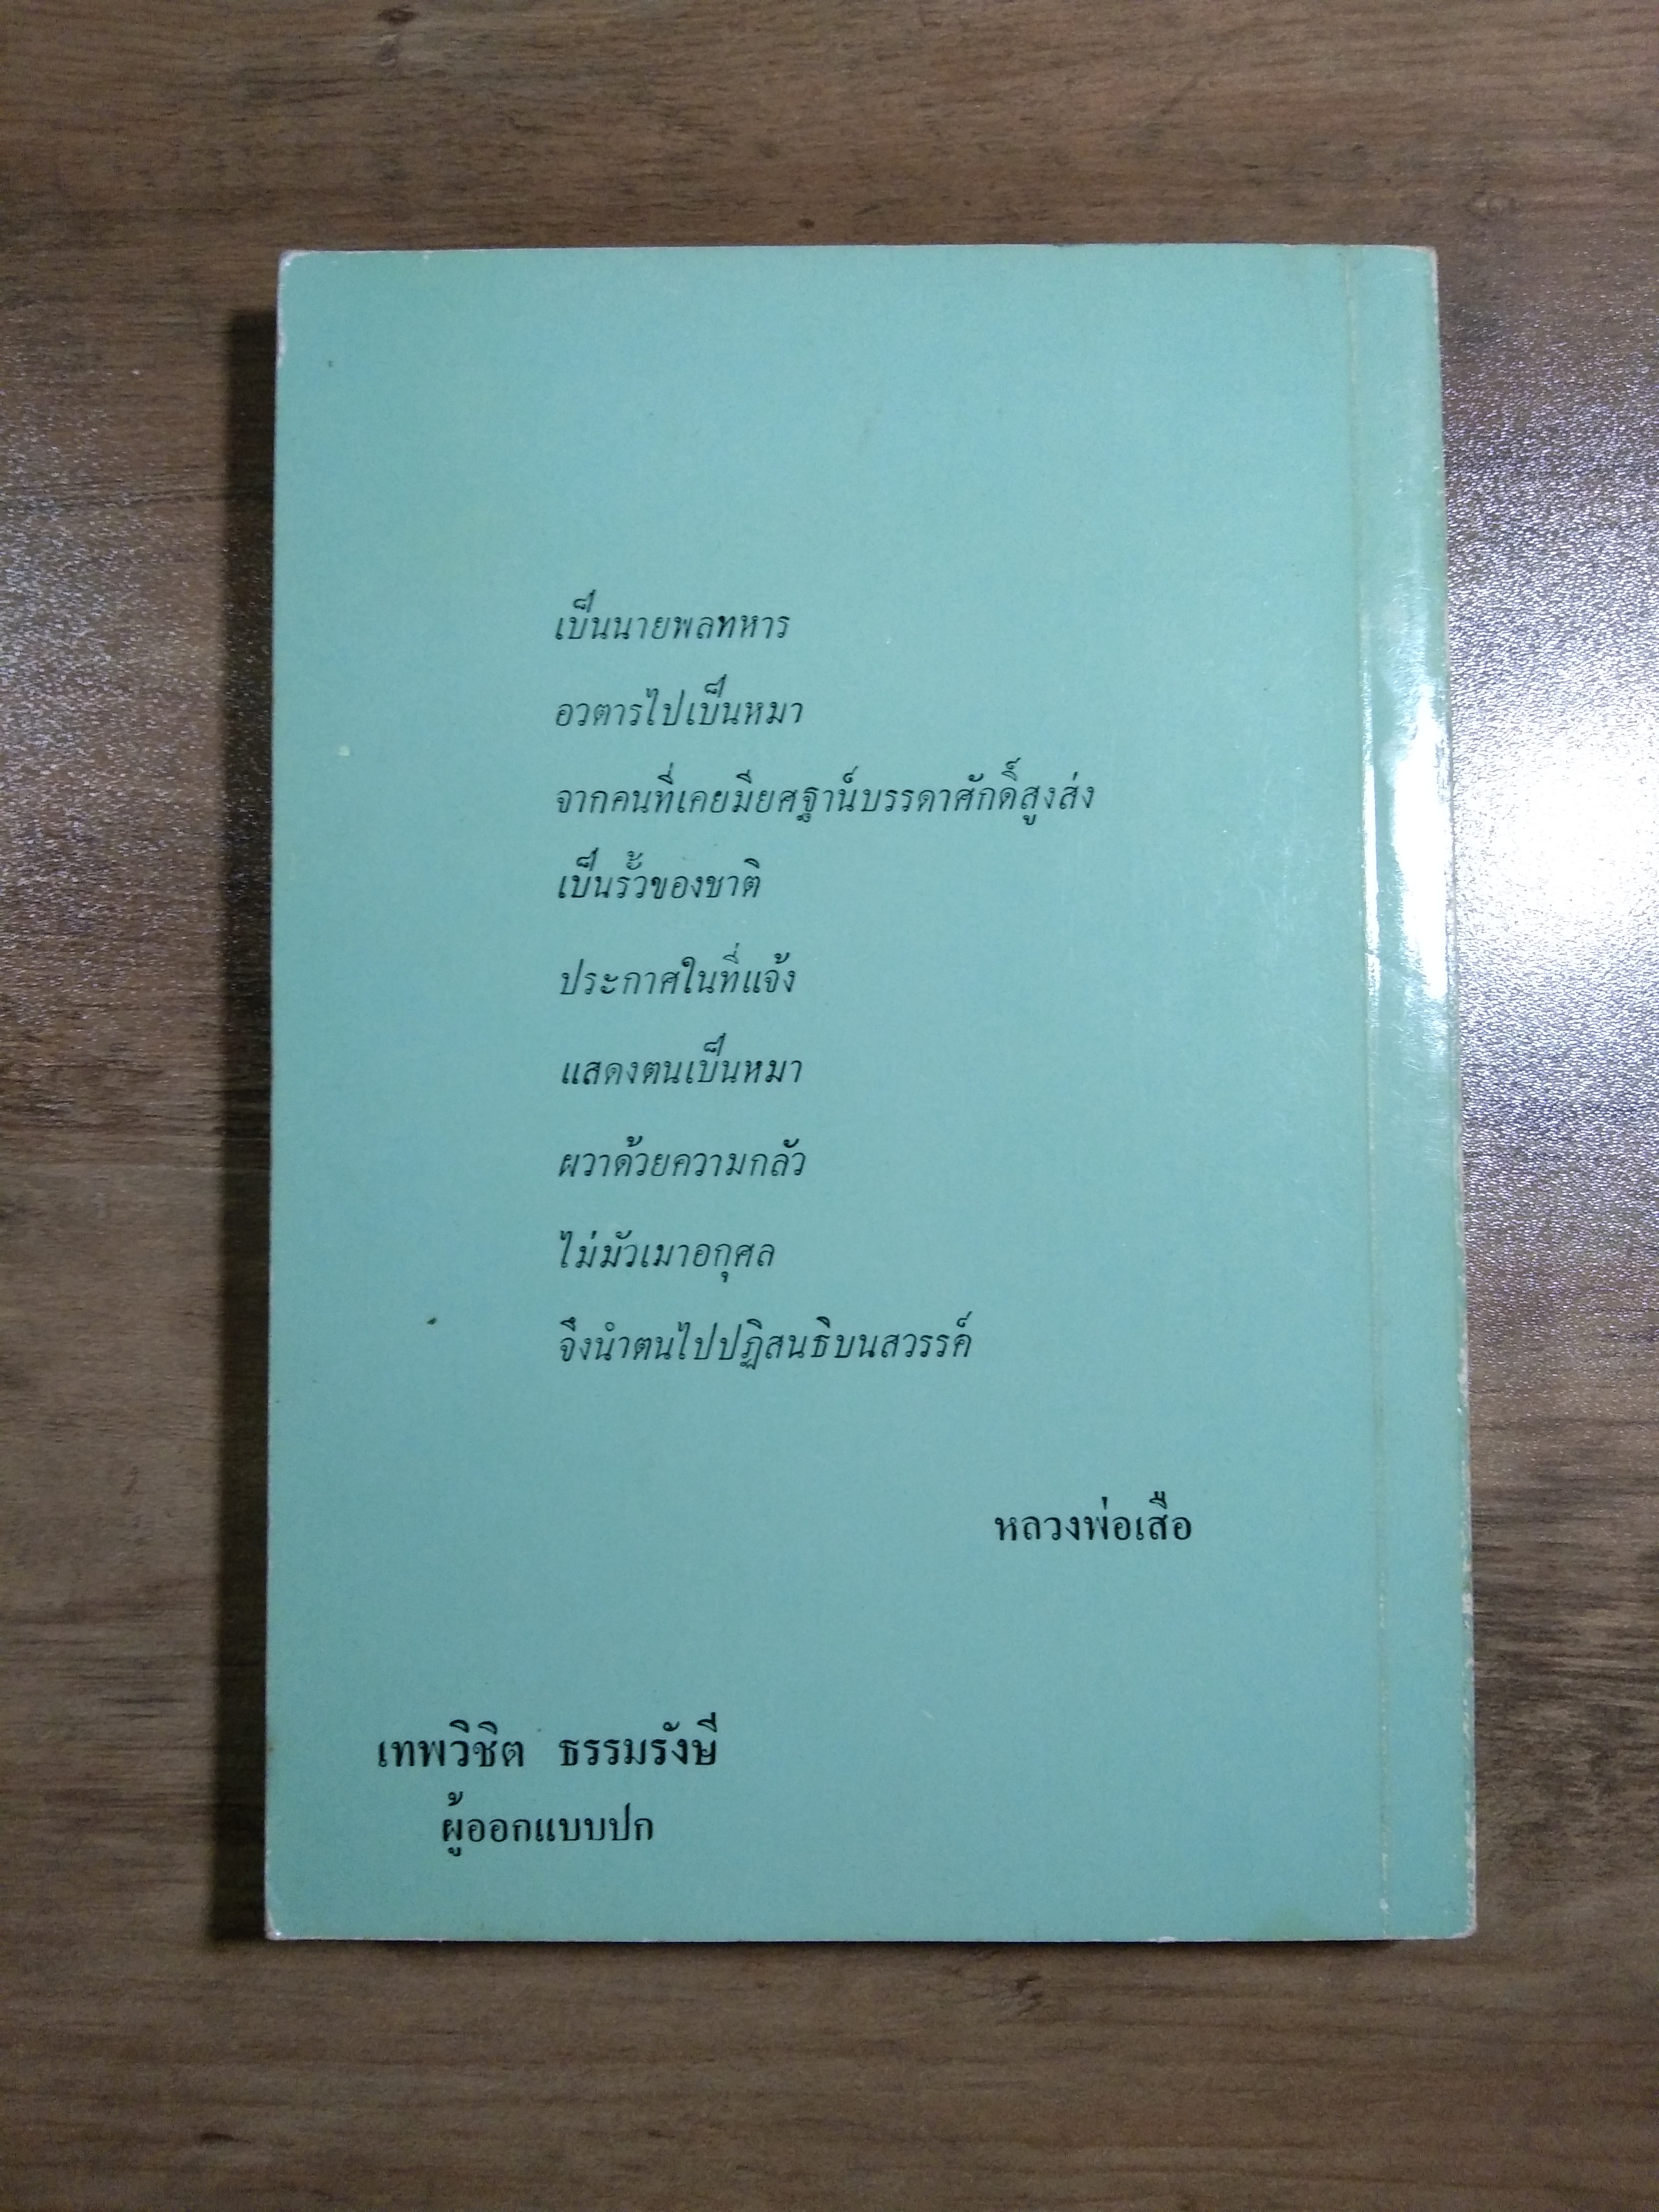 เป็นนายพลทหาร
อวตารไปเป็นหมา
จากคนที่เคยมียศฐาน์บรรดาศักดิ์สูงส่ง
เป็นรั้วของชาติ
ประกาศในที่แจ้ง
แสดงตนเป็นหมา
ผวาด้วยความกลัว
ไม่มัวเมาอกุศล
จึงนำตนไปปฏิสนธิบนสวรรค์
หลวงพ่อเสือ
เทพวิชิต ธรรมรังษี
ผู้ออกแบบปก